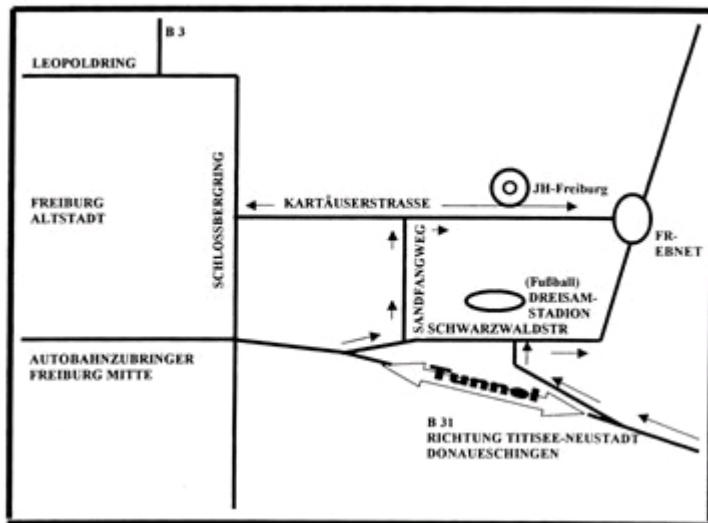 B 3
LEOPOLDRING
SCHLOSSBERGRING
FREIBURG
ALTSTADT
KARTÄUSERSTRASSE
JH-Freiburg
FR-
EBNET
SANDFANGWEG
(Fußball)
DREISAM-
STADION
SCHWARZWALDSTR
AUTOBAHNZUBRINGER
FREIBURG MITTE
Tunnel
B 31
RICHTUNG TITISEE-NEUSTADT
DONAUESCHINGEN